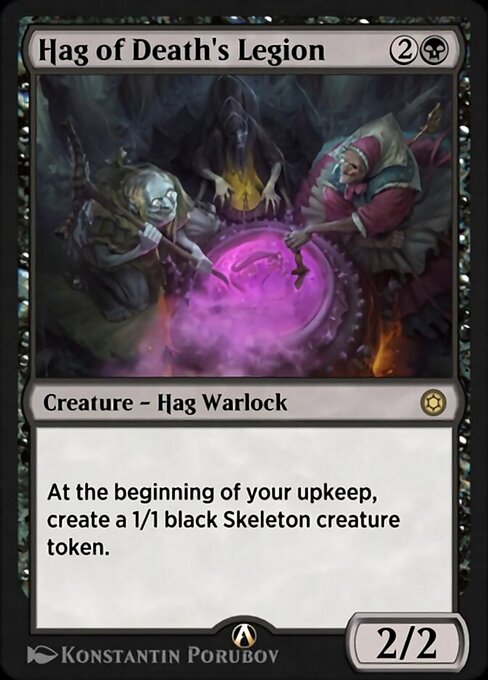 Hag of Death's Legion 2
Creature – Hag Warlock
At the beginning of your upkeep,
create a 1/1 black Skeleton creature
token.
2/2
Konstantin Porubov